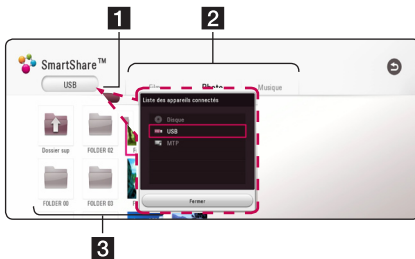 1
2
SmartShare™
USB
Photo
Musique
Liste des appareils connectés
Disque
USB
MTP
Dossier sup
FOLDER 02
FOLDER 09
FOLDER 03
Fermer
3